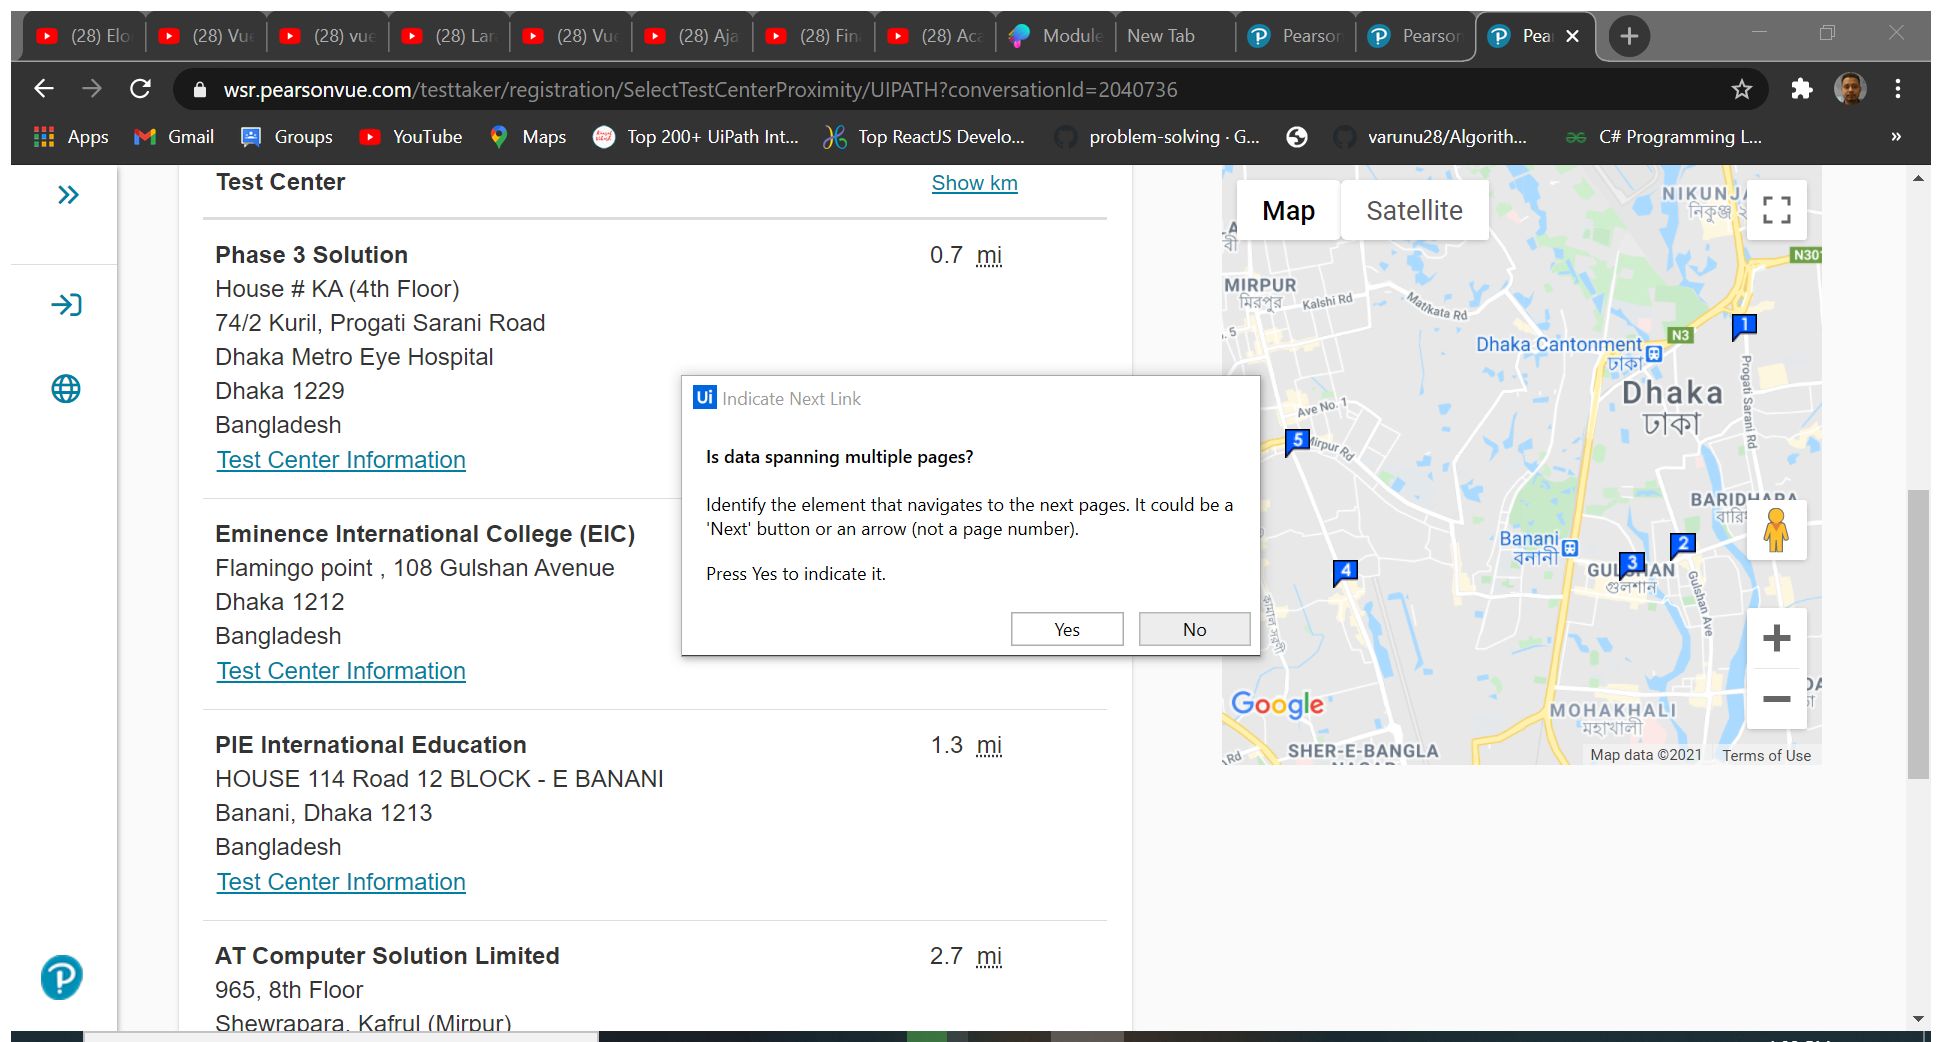 (28) Elo
(28) Vue
(28) vue
(28) Lar
(28) Vue
(28) Aja
(28) Fin
(28) Aca
Module
New Tab
Pearson
Pearson
Pear
wsr.pearsonvue.com/testtaker/registration/SelectTestCenterProximity/UIPATH?conversationId=2040736
Apps
Gmail
Groups
YouTube
Maps
Top 200+ UiPath Int...
Top ReactJS Develo...
problem-solving · G...
varunu28/Algorith...
C# Programming L...
»
Test Center
Show km
Phase 3 Solution
0.7 mi
House # KA (4th Floor)
74/2 Kuril, Progati Sarani Road
Dhaka Metro Eye Hospital
Dhaka 1229
Bangladesh
Test Center Information
Eminence International College (EIC)
Flamingo point , 108 Gulshan Avenue
Dhaka 1212
Bangladesh
Test Center Information
PIE International Education
1.3 mi
HOUSE 114 Road 12 BLOCK - E BANANI
Banani, Dhaka 1213
Bangladesh
Test Center Information
AT Computer Solution Limited
2.7 mi
965, 8th Floor
Shewrapara, Kafrul (Mirpur)
Ui Indicate Next Link
Is data spanning multiple pages?
Identify the element that navigates to the next pages. It could be a
'Next' button or an arrow (not a page number).
Press Yes to indicate it.
Yes
No
Map
Satellite
NIKUNJA
নিকুঞ্জ ২
N301
MIRPUR
মিরপুর
Kalshi Rd
Matikata Rd
N3
1
Dhaka Cantonment
ঢাকা
Dhaka
ঢাকা
Progati Sarani Rd
Ave No. 1
5
Mirpur Rd
BARIDHARA
Banani
বনানী
2
3
4
GULSHAN
গুলশান
Gulshan Ave
MOHAKHALI
মহাখালী
SHER-E-BANGLA
Google
Map data ©2021
Terms of Use